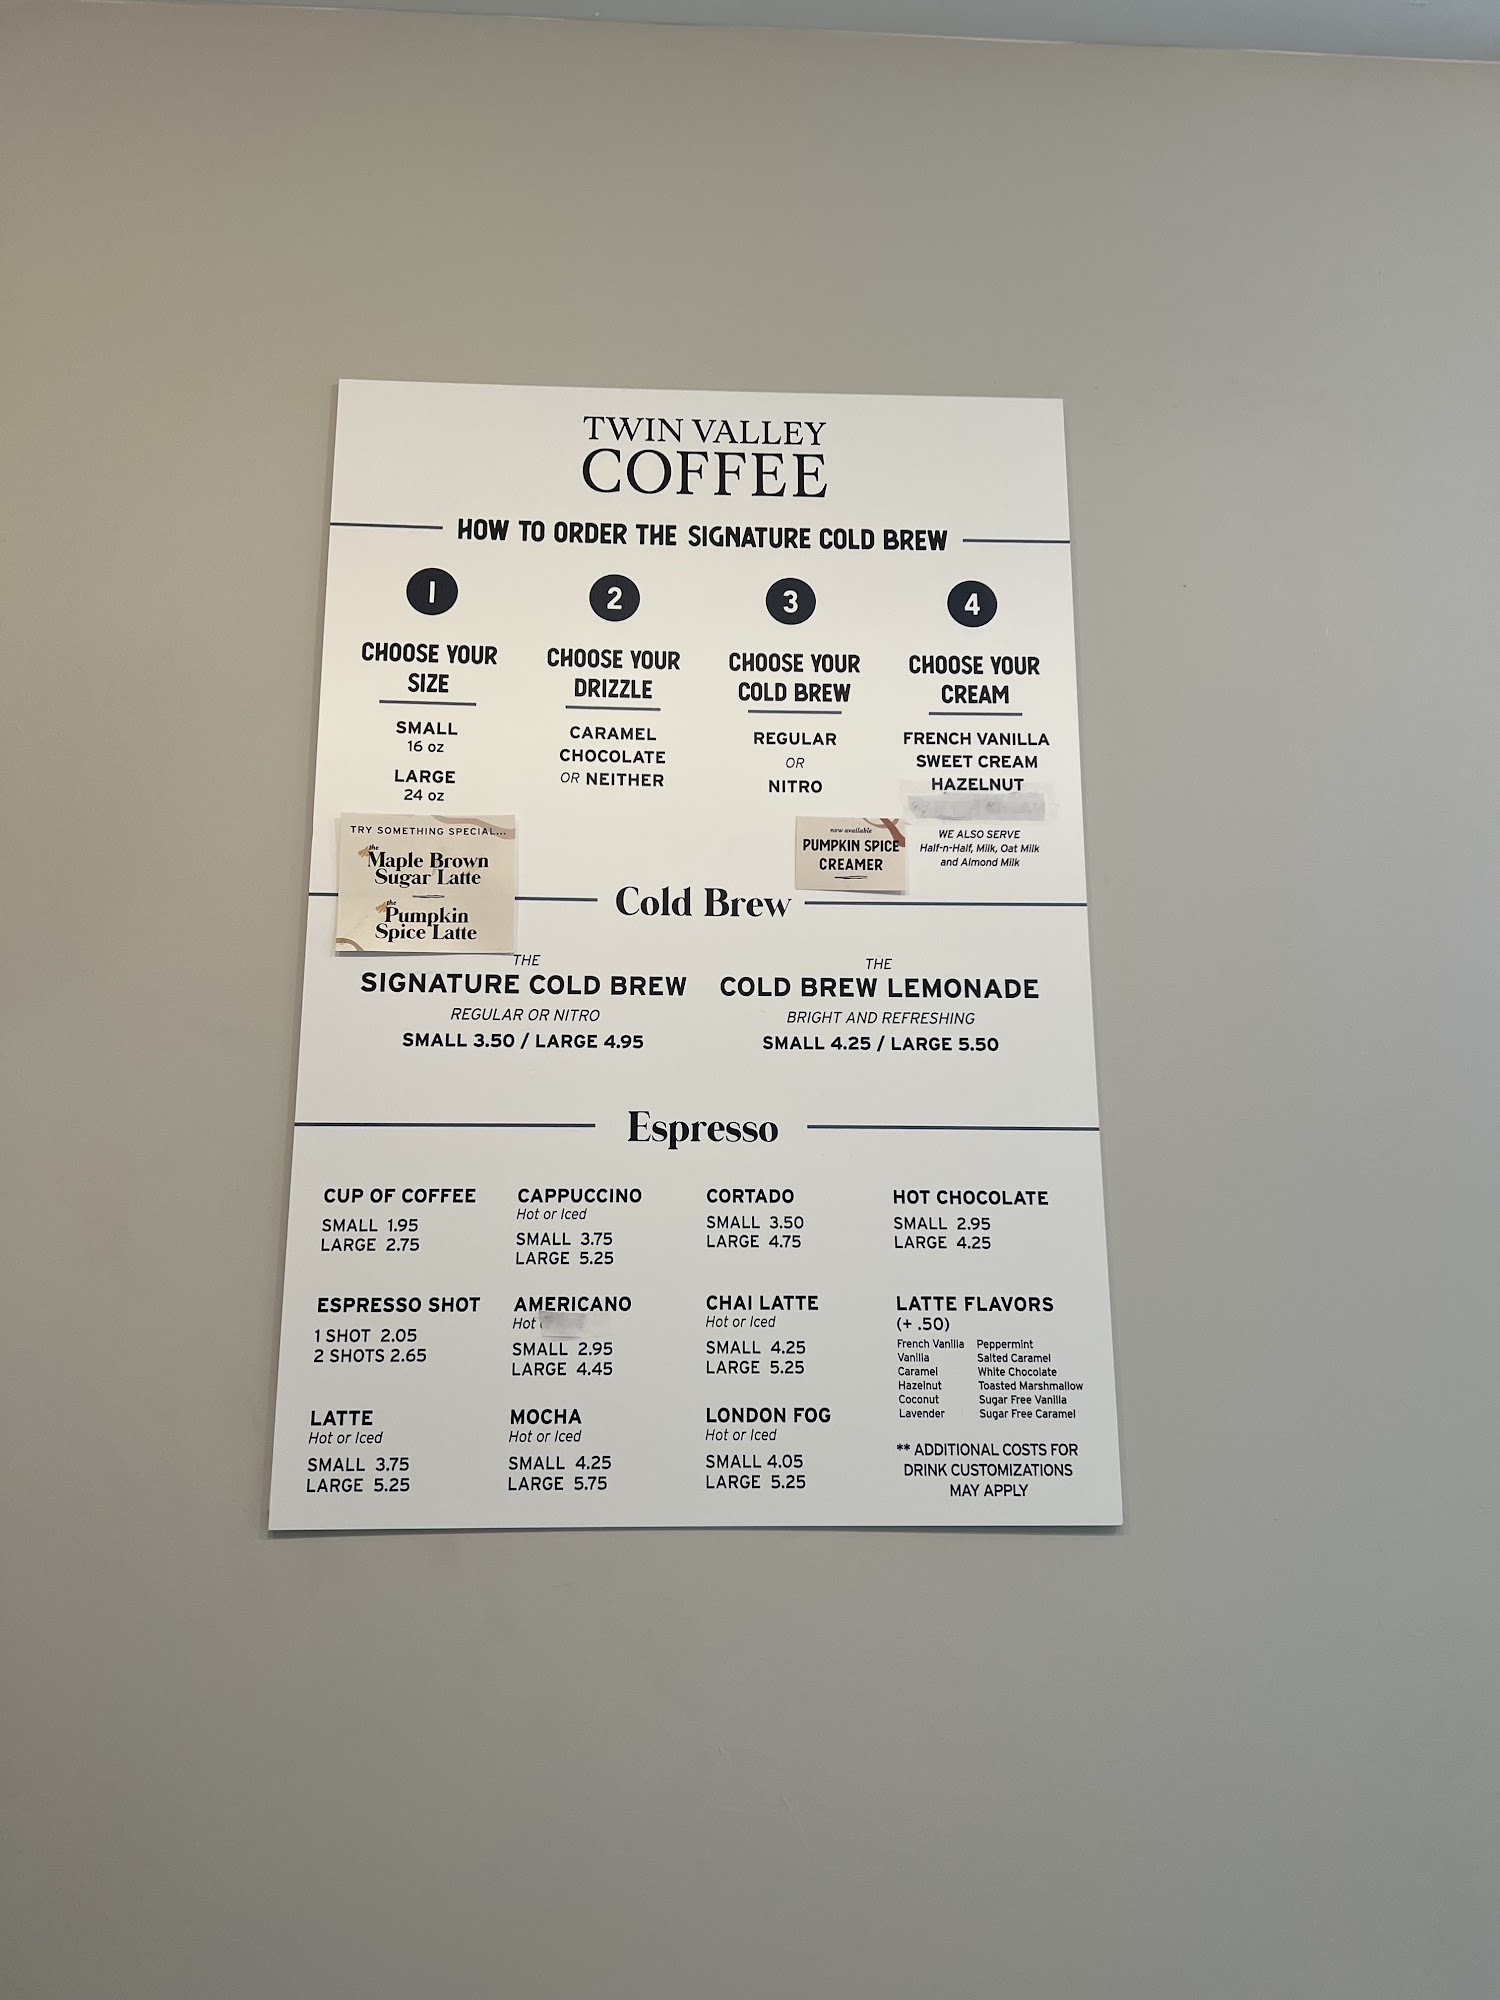 TWIN VALLEY
COFFEE
HOW TO ORDER THE SIGNATURE COLD BREW
1
CHOOSE YOUR
SIZE
SMALL
16 oz
LARGE
24 oz
2
CHOOSE YOUR
DRIZZLE
CARAMEL
CHOCOLATE
OR NEITHER
3
CHOOSE YOUR
COLD BREW
REGULAR
OR
NITRO
4
CHOOSE YOUR
CREAM
FRENCH VANILLA
SWEET CREAM
HAZELNUT
WE ALSO SERVE
Half-n-Half, Milk, Oat Milk
and Almond Milk
TRY SOMETHING SPECIAL...
the
Maple Brown
Sugar Latte
the
Pumpkin
Spice Latte
now available
PUMPKIN SPICE
CREAMER
Cold Brew
THE
SIGNATURE COLD BREW
REGULAR OR NITRO
SMALL 3.50 / LARGE 4.95
THE
COLD BREW LEMONADE
BRIGHT AND REFRESHING
SMALL 4.25 / LARGE 5.50
Espresso
CUP OF COFFEE
SMALL 1.95
LARGE 2.75
CAPPUCCINO
Hot or Iced
SMALL 3.75
LARGE 5.25
CORTADO
SMALL 3.50
LARGE 4.75
HOT CHOCOLATE
SMALL 2.95
LARGE 4.25
ESPRESSO SHOT
1 SHOT 2.05
2 SHOTS 2.65
AMERICANO
Hot
SMALL 2.95
LARGE 4.45
CHAI LATTE
Hot or Iced
SMALL 4.25
LARGE 5.25
LATTE FLAVORS
(+ .50)
French Vanilla Peppermint
Vanilla Salted Caramel
Caramel White Chocolate
Hazelnut Toasted Marshmallow
Coconut Sugar Free Vanilla
Lavender Sugar Free Caramel
LATTE
Hot or Iced
SMALL 3.75
LARGE 5.25
MOCHA
Hot or Iced
SMALL 4.25
LARGE 5.75
LONDON FOG
Hot or Iced
SMALL 4.05
LARGE 5.25
** ADDITIONAL COSTS FOR
DRINK CUSTOMIZATIONS
MAY APPLY